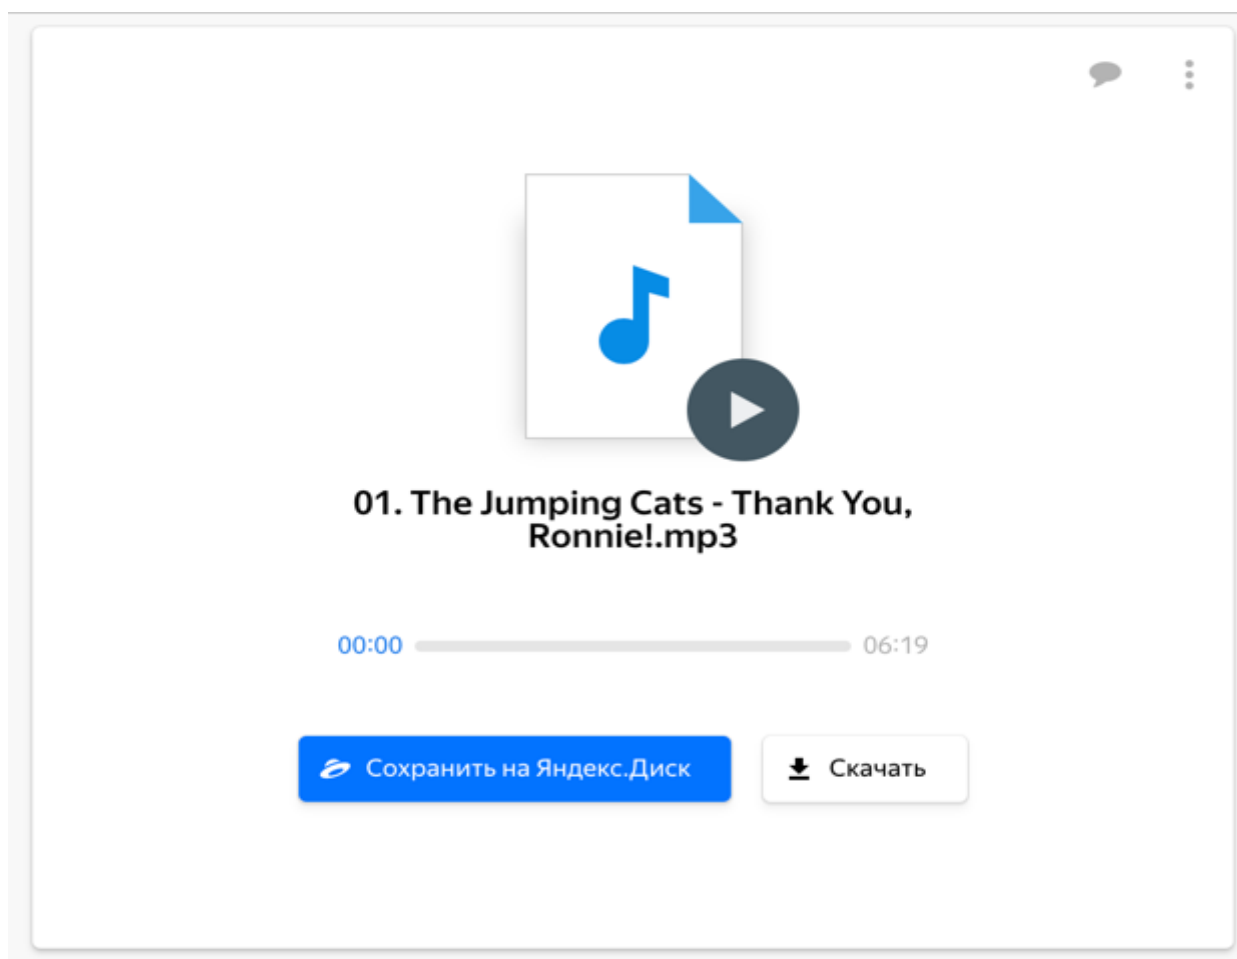 01. The Jumping Cats - Thank You,
Ronnie!.mp3
00:00 06:19
Сохранить на Яндекс.Диск Скачать